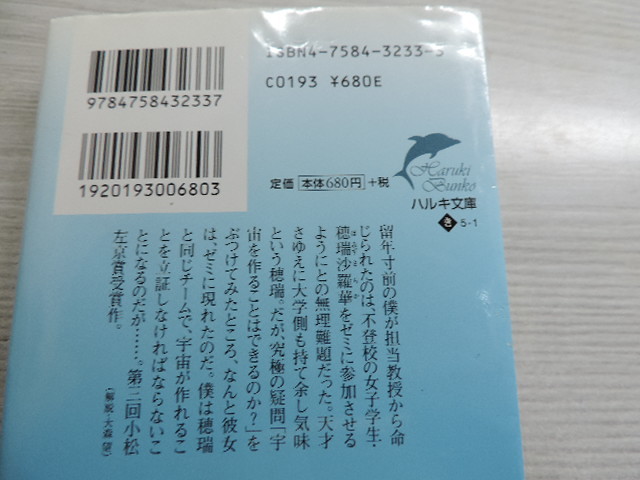 ISBN4-7584-3233-5
C0193 ¥680E
9784758432337
1920193006803
定価 本体680円 +税
Haruki
Bunko
ハルキ文庫
き 5-1
留年寸前の僕が担当教授から命
じられたのは、不登校の女子学生・
穂瑞沙羅華をゼミに参加させる
ようにとの無理難題だった。天才
さゆえに大学側も持て余し気味
という穂瑞。だが、究極の疑問「宇
宙を作ることはできるのか?」を
ぶつけてみたところ、なんと彼女
は、ゼミに現れたのだ。僕は穂瑞
と同じチームで、宇宙が作れるこ
とを立証しなければならないこ
とになるのだが……。第三回小松
左京賞受賞作。
(解説・大森 望)